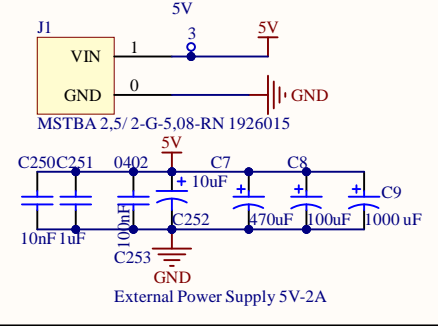 5V
J1
3
5V
VIN
1
GND
0
GND
MSTBA 2,5/ 2-G-5,08-RN 1926015
5V
C250 C251 0402 C7 C8
10uF
C9
100nF
C252
470uF 100uF 1000 uF
10nF 1uF
C253
GND
External Power Supply 5V-2A